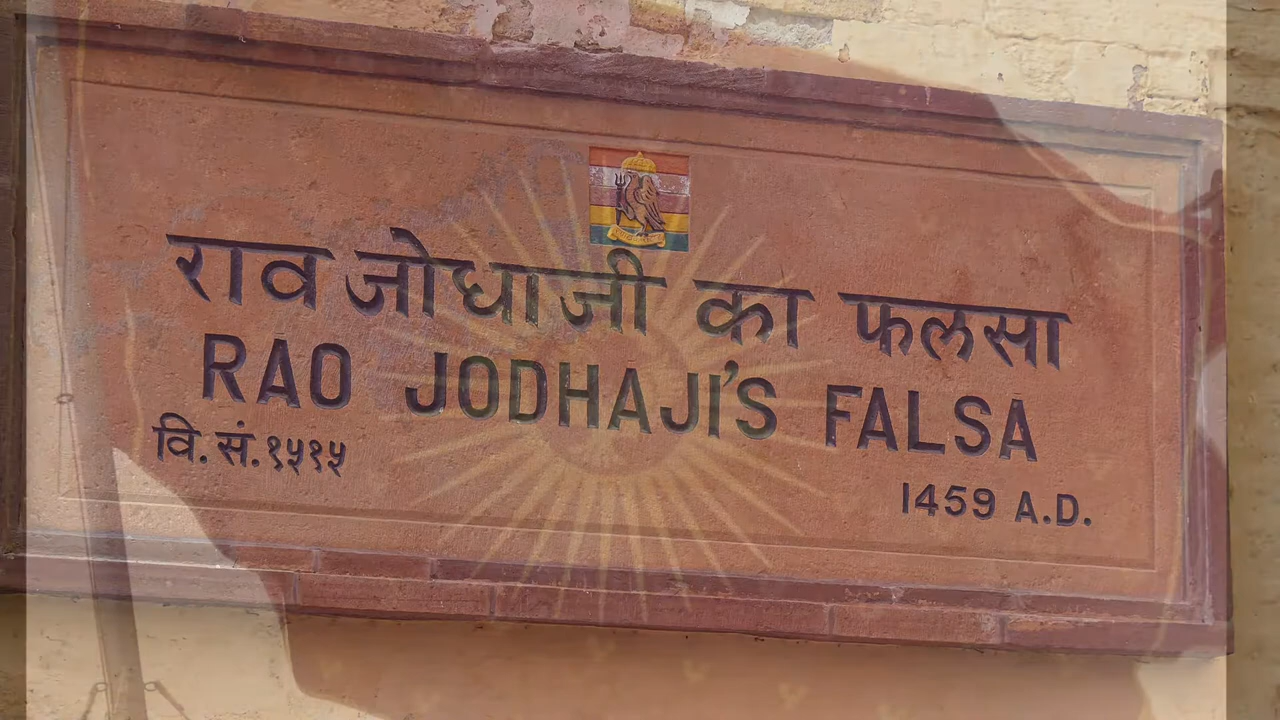 राव जोधाजी का फलसा
RAO JODHAJI'S FALSA
वि. सं. १५१५
1459 A.D.